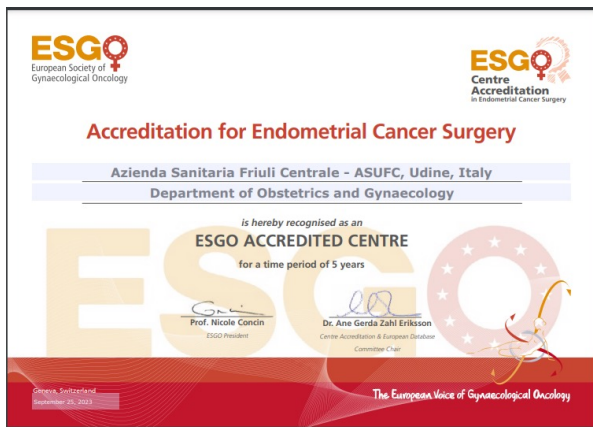 ESGO
European Society of
Gynaecological Oncology
ESGO
Centre
Accreditation
in Endometrial Cancer Surgery
Accreditation for Endometrial Cancer Surgery
Azienda Sanitaria Friuli Centrale - ASUFC, Udine, Italy
Department of Obstetrics and Gynaecology
is hereby recognised as an
ESGO ACCREDITED CENTRE
for a time period of 5 years
ESGO
Prof. Nicole Concin
ESGO President
Dr. Ane Gerda Zahl Eriksson
Centre Accreditation & European Database
Committee Chair
Geneva, Switzerland
September 25, 2023
The European Voice of Gynaecological Oncology